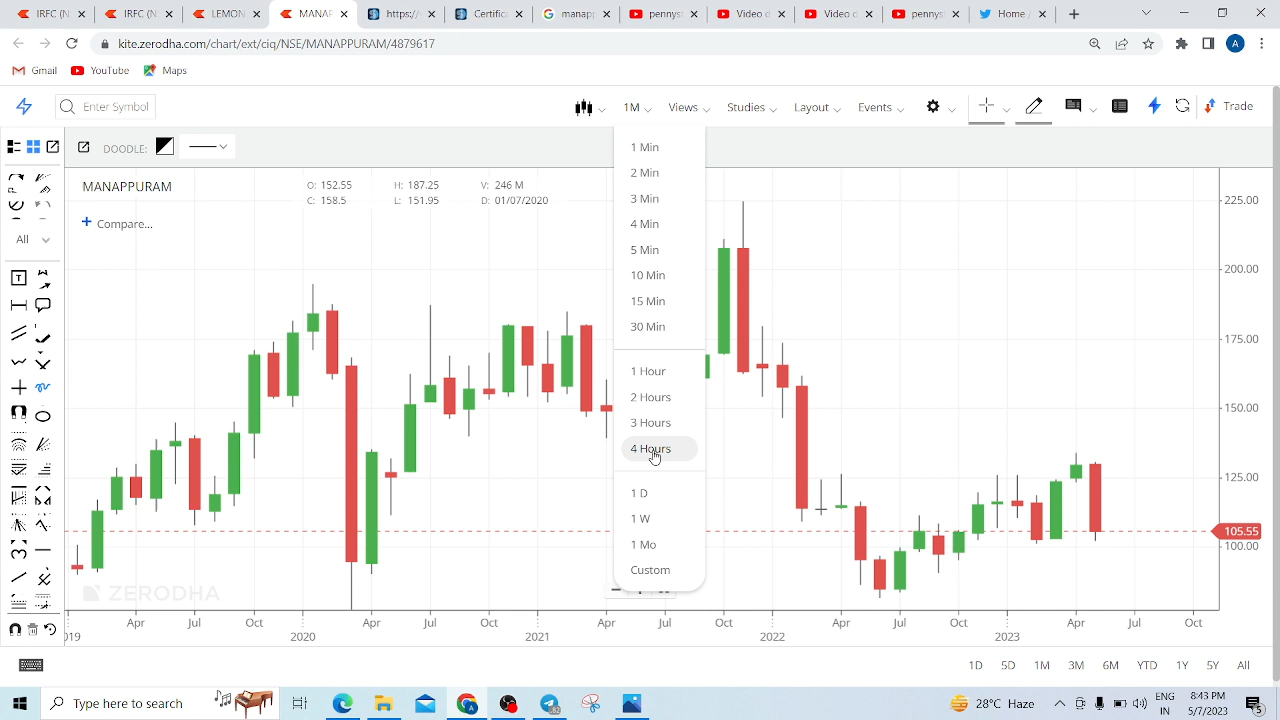 IRC (N
LEMON
MANAP
https:/
Certific
manap
pennys
Video d
Video d
pennys
Home /
kite.zerodha.com/chart/ext/ciq/NSE/MANAPPURAM/4879617
A
Gmail
YouTube
Maps
Enter Symbol
1M
Views
Studies
Layout
Events
Trade
DOODLE:
MANAPPURAM
O: 152.55
H: 187.25
V: 246 M
C: 158.5
L: 151.95
D: 01/07/2020
+ Compare...
All
T
1 Min
2 Min
3 Min
4 Min
5 Min
10 Min
15 Min
30 Min
1 Hour
2 Hours
3 Hours
4 Hours
1 D
1 W
1 Mo
Custom
225.00
200.00
175.00
150.00
125.00
105.55
100.00
ZERODHA
Apr
Jul
Oct
Apr
Jul
Oct
Apr
Jul
Oct
Apr
Jul
Oct
Apr
Jul
Oct
2020
2021
2022
2023
1D
5D
1M
3M
6M
YTD
1Y
5Y
All
Type here to search
28°C Haze
ENG
IN
8:43 PM
5/7/2023